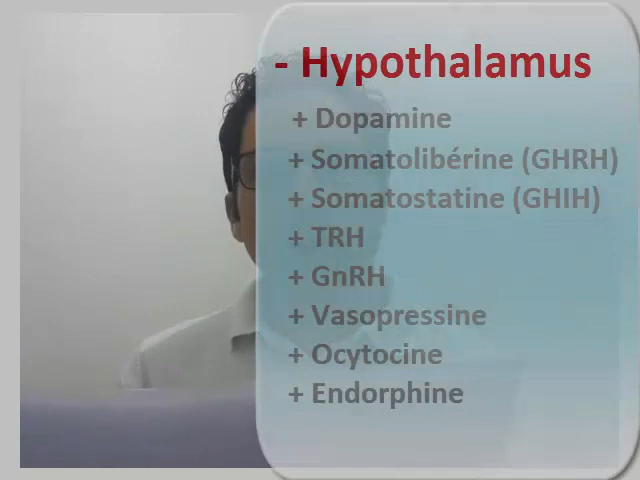 - Hypothalamus
+ Dopamine
+ Somatolibérine (GHRH)
+ Somatostatine (GHIH)
+ TRH
+ GnRH
+ Vasopressine
+ Ocytocine
+ Endorphine